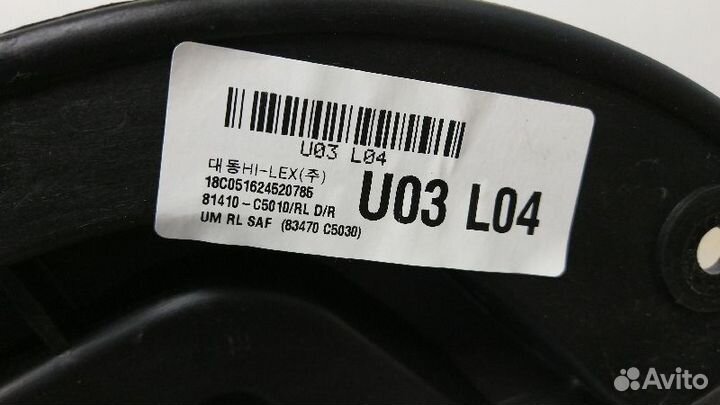 U03 L04
대동HI-LEX(주)
18C051624520785
81410-C5010/RL D/R
UM RL SAF (83470 C5030)
U03 L04
Avito